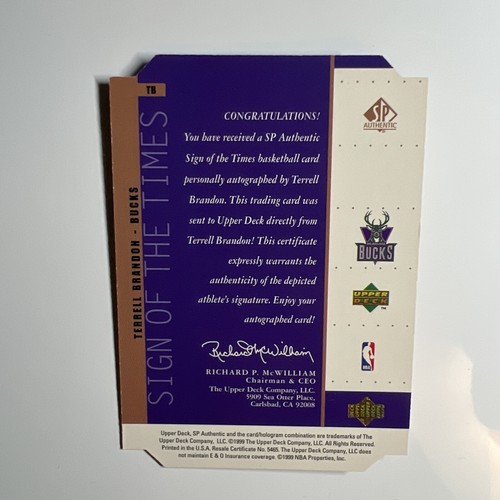 TB
TERRELL BRANDON - BUCKS
SIGN OF THE TIMES
CONGRATULATIONS!
You have received a SP Authentic
Sign of the Times basketball card
personally autographed by Terrell
Brandon. This trading card was
sent to Upper Deck directly from
Terrell Brandon! This certificate
expressly warrants the
authenticity of the depicted
athlete's signature. Enjoy your
autographed card!
Richard McWilliam
RICHARD P. MCWILLIAM
Chairman & CEO
The Upper Deck Company, LLC.
5909 Sea Otter Place,
Carlsbad, CA 92008
SP
AUTHENTIC
BUCKS
UPPER
DECK
NBA
Upper Deck, SP Authentic and the card/hologram combination are trademarks of The
Upper Deck Company, LLC. ©1999 The Upper Deck Company, LLC. All Rights Reserved.
Printed in the U.S.A. Resale Certificate No. 5465. The Upper Deck Company, LLC does
not maintain E & O insurance coverage. ©1999 NBA Properties, Inc.